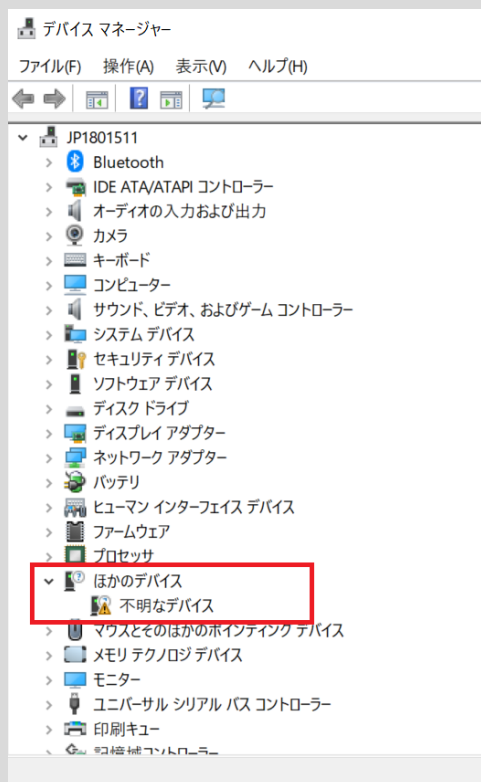 デバイス マネージャー
ファイル(F) 操作(A) 表示(V) ヘルプ(H)
JP1801511
Bluetooth
IDE ATA/ATAPI コントローラー
オーディオの入力および出力
カメラ
キーボード
コンピューター
サウンド、ビデオ、およびゲーム コントローラー
システム デバイス
セキュリティ デバイス
ソフトウェア デバイス
ディスク ドライブ
ディスプレイ アダプター
ネットワーク アダプター
バッテリ
ヒューマン インターフェイス デバイス
ファームウェア
プロセッサ
ほかのデバイス
不明なデバイス
マウスとそのほかのポインティング デバイス
メモリ テクノロジ デバイス
モニター
ユニバーサル シリアル バス コントローラー
印刷キュー
記憶域コントローラー